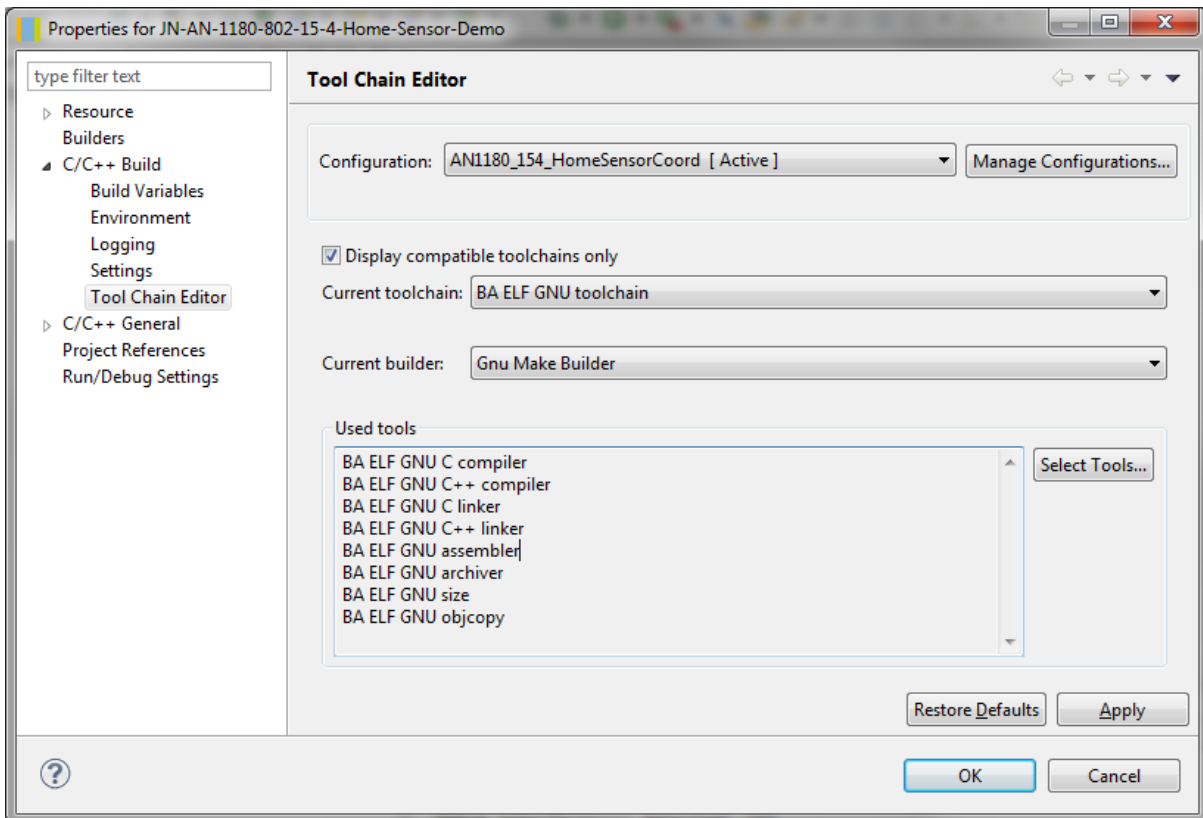 Properties for JN-AN-1180-802-15-4-Home-Sensor-Demo
type filter text
Resource
Builders
C/C++ Build
Build Variables
Environment
Logging
Settings
Tool Chain Editor
C/C++ General
Project References
Run/Debug Settings
Tool Chain Editor
Configuration: AN1180_154_HomeSensorCoord [ Active ] Manage Configurations...
Display compatible toolchains only
Current toolchain: BA ELF GNU toolchain
Current builder: Gnu Make Builder
Used tools
BA ELF GNU C compiler
BA ELF GNU C++ compiler
BA ELF GNU C linker
BA ELF GNU C++ linker
BA ELF GNU assembler
BA ELF GNU archiver
BA ELF GNU size
BA ELF GNU objcopy
Select Tools...
Restore Defaults Apply
OK Cancel